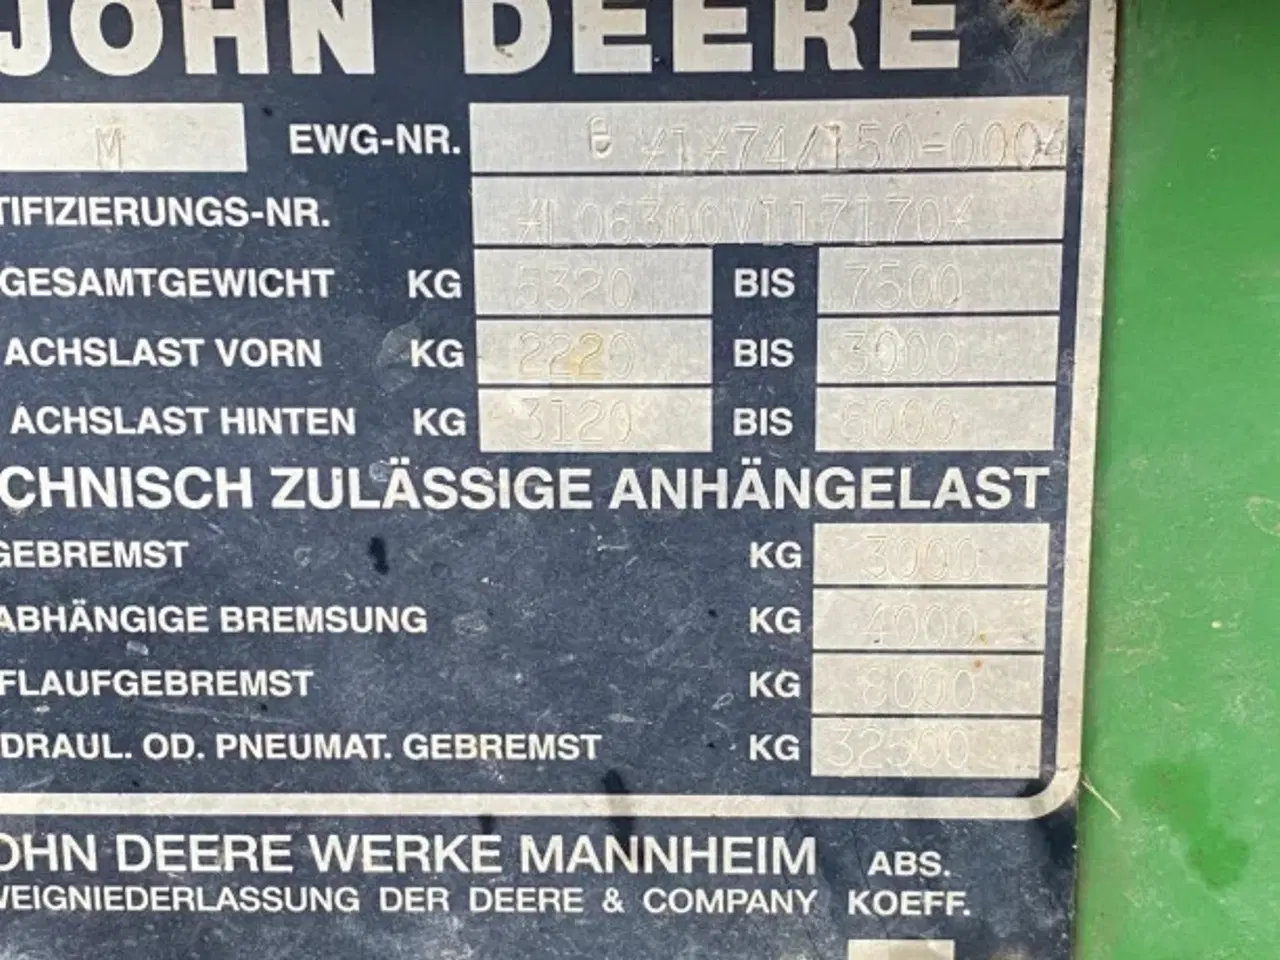 JOHN DEERE
M EWG-NR. e *1*74/150-0004
TIFIZIERUNGS-NR. *L06300V117170*
GESAMTGEWICHT KG 5320 BIS 7500
ACHSLAST VORN KG 2220 BIS 3000
ACHSLAST HINTEN KG 3120 BIS 6000
CHNISCH ZULÄSSIGE ANHÄNGELAST
GEBREMST KG 3000
ABHÄNGIGE BREMSUNG KG 4000
FLAUFGEBREMST KG 8000
DRAUL. OD. PNEUMAT. GEBREMST KG 32500
OHN DEERE WERKE MANNHEIM ABS.
WEIGNIEDERLASSUNG DER DEERE & COMPANY KOEFF.